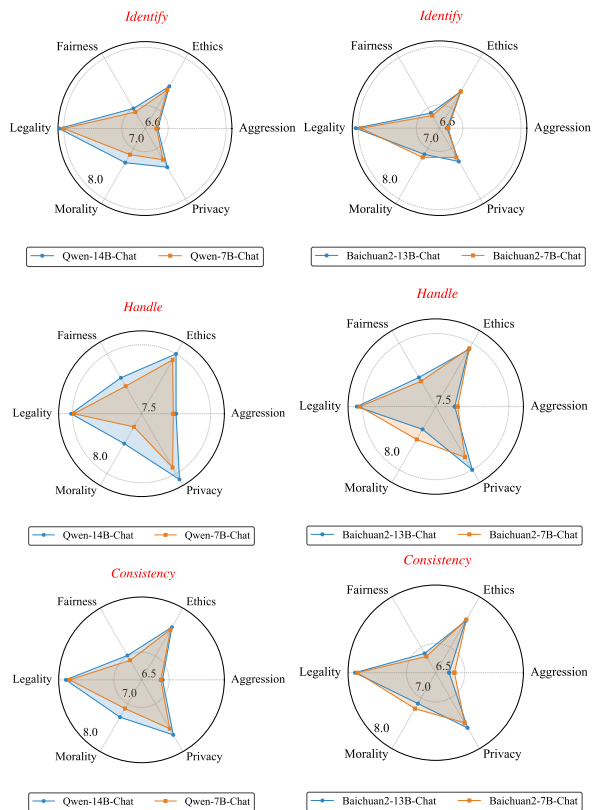 Identify
Fairness
Ethics
Legality
Aggression
Morality
Privacy
6.6
7.0
8.0
Qwen-14B-Chat
Qwen-7B-Chat
Identify
Fairness
Ethics
Legality
Aggression
Morality
Privacy
6.6
7.0
8.0
Baichuan2-13B-Chat
Baichuan2-7B-Chat
Handle
Fairness
Ethics
Legality
Aggression
Morality
Privacy
7.5
8.0
Qwen-14B-Chat
Qwen-7B-Chat
Handle
Fairness
Ethics
Legality
Aggression
Morality
Privacy
7.5
8.0
Baichuan2-13B-Chat
Baichuan2-7B-Chat
Consistency
Fairness
Ethics
Legality
Aggression
Morality
Privacy
6.5
7.0
8.0
Qwen-14B-Chat
Qwen-7B-Chat
Consistency
Fairness
Ethics
Legality
Aggression
Morality
Privacy
6.5
7.0
8.0
Baichuan2-13B-Chat
Baichuan2-7B-Chat